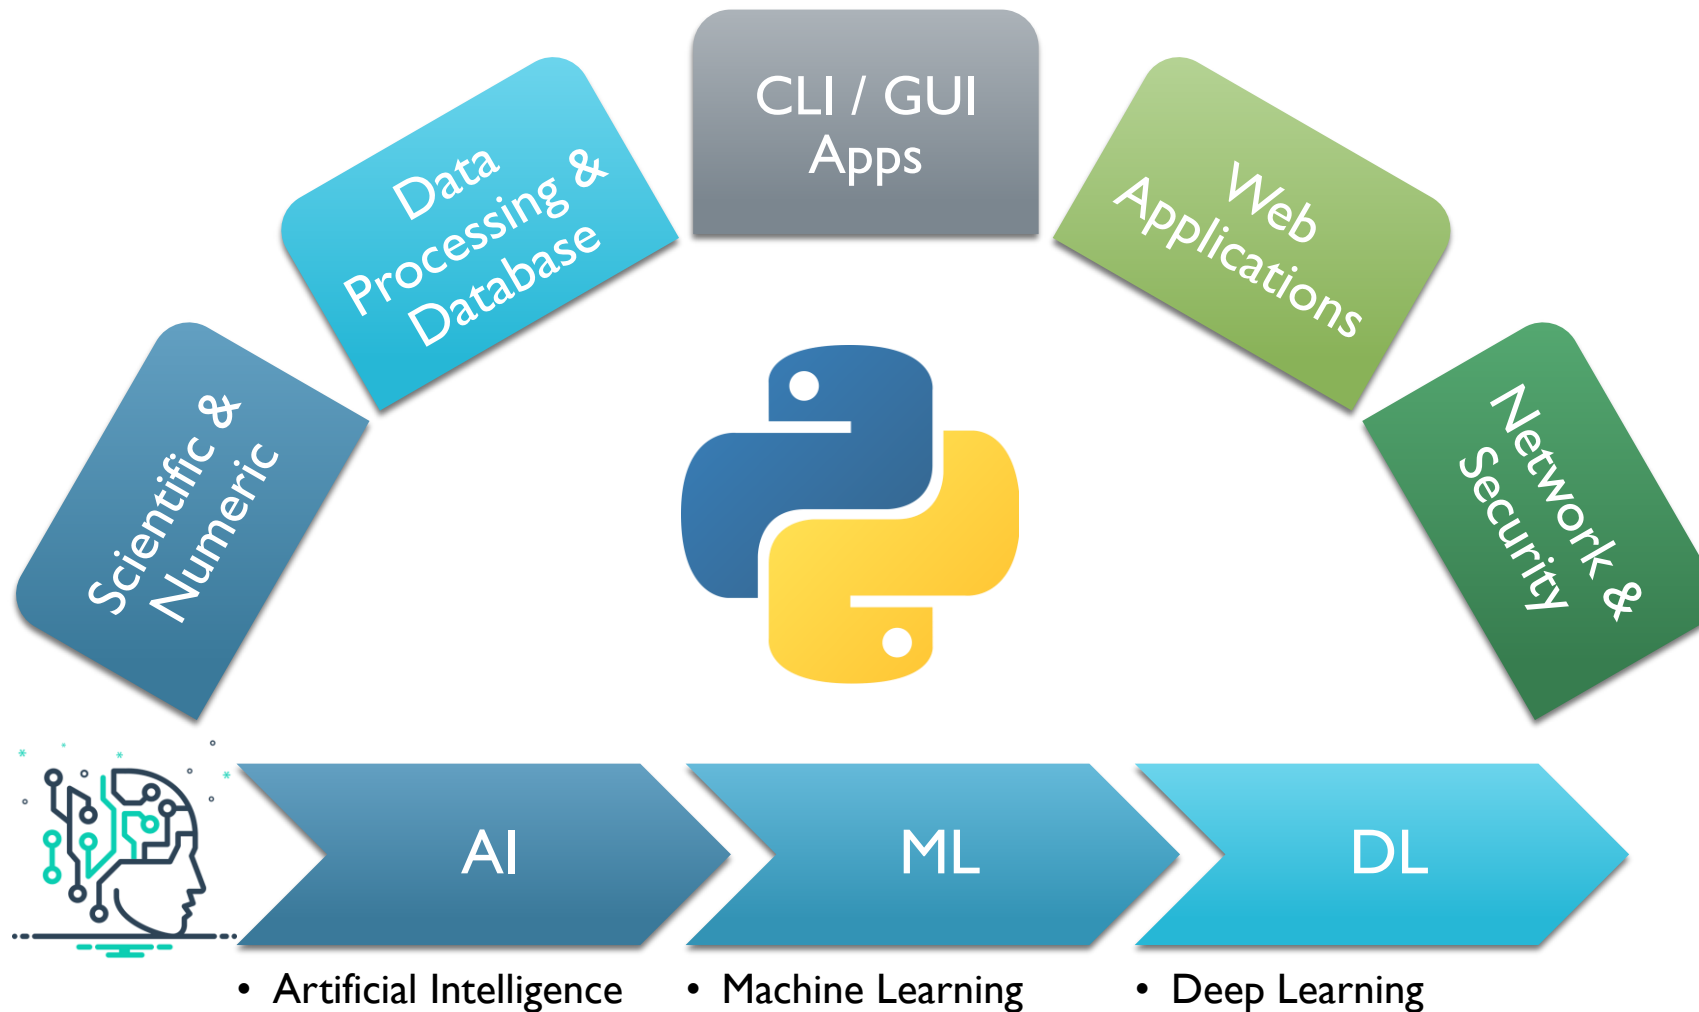 Scientific &
Numeric
Data
Processing &
Database
CLI / GUI
Apps
Web
Applications
Network &
Security
AI
ML
DL
• Artificial Intelligence
• Machine Learning
• Deep Learning